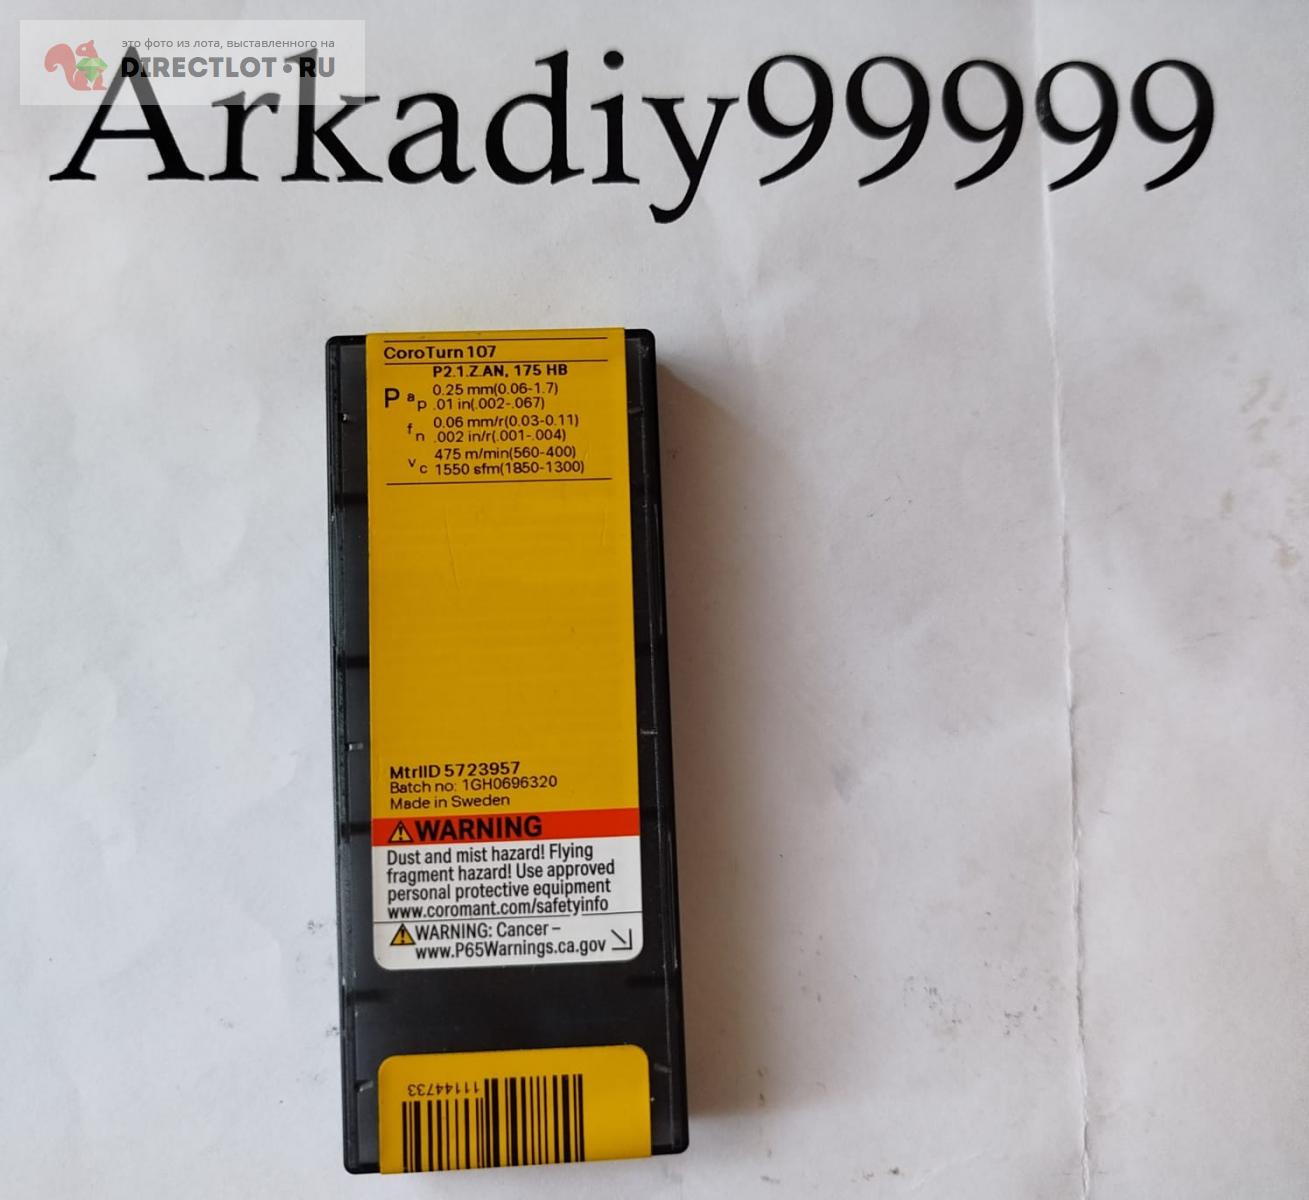 это фото из лота, выставленного на
DIRECTLOT.RU
Arkadiy99999
CoroTurn 107
P2.1.Z.AN, 175 HB
P ap 0.25 mm(0.06-1.7)
.01 in(.002-.067)
fn 0.06 mm/r(0.03-0.11)
.002 in/r(.001-.004)
vc 475 m/min(560-400)
1550 sfm(1850-1300)
MtrlID 5723957
Batch no: 1GH0696320
Made in Sweden
WARNING
Dust and mist hazard! Flying
fragment hazard! Use approved
personal protective equipment
www.coromant.com/safetyinfo
WARNING: Cancer –
www.P65Warnings.ca.gov
11144733